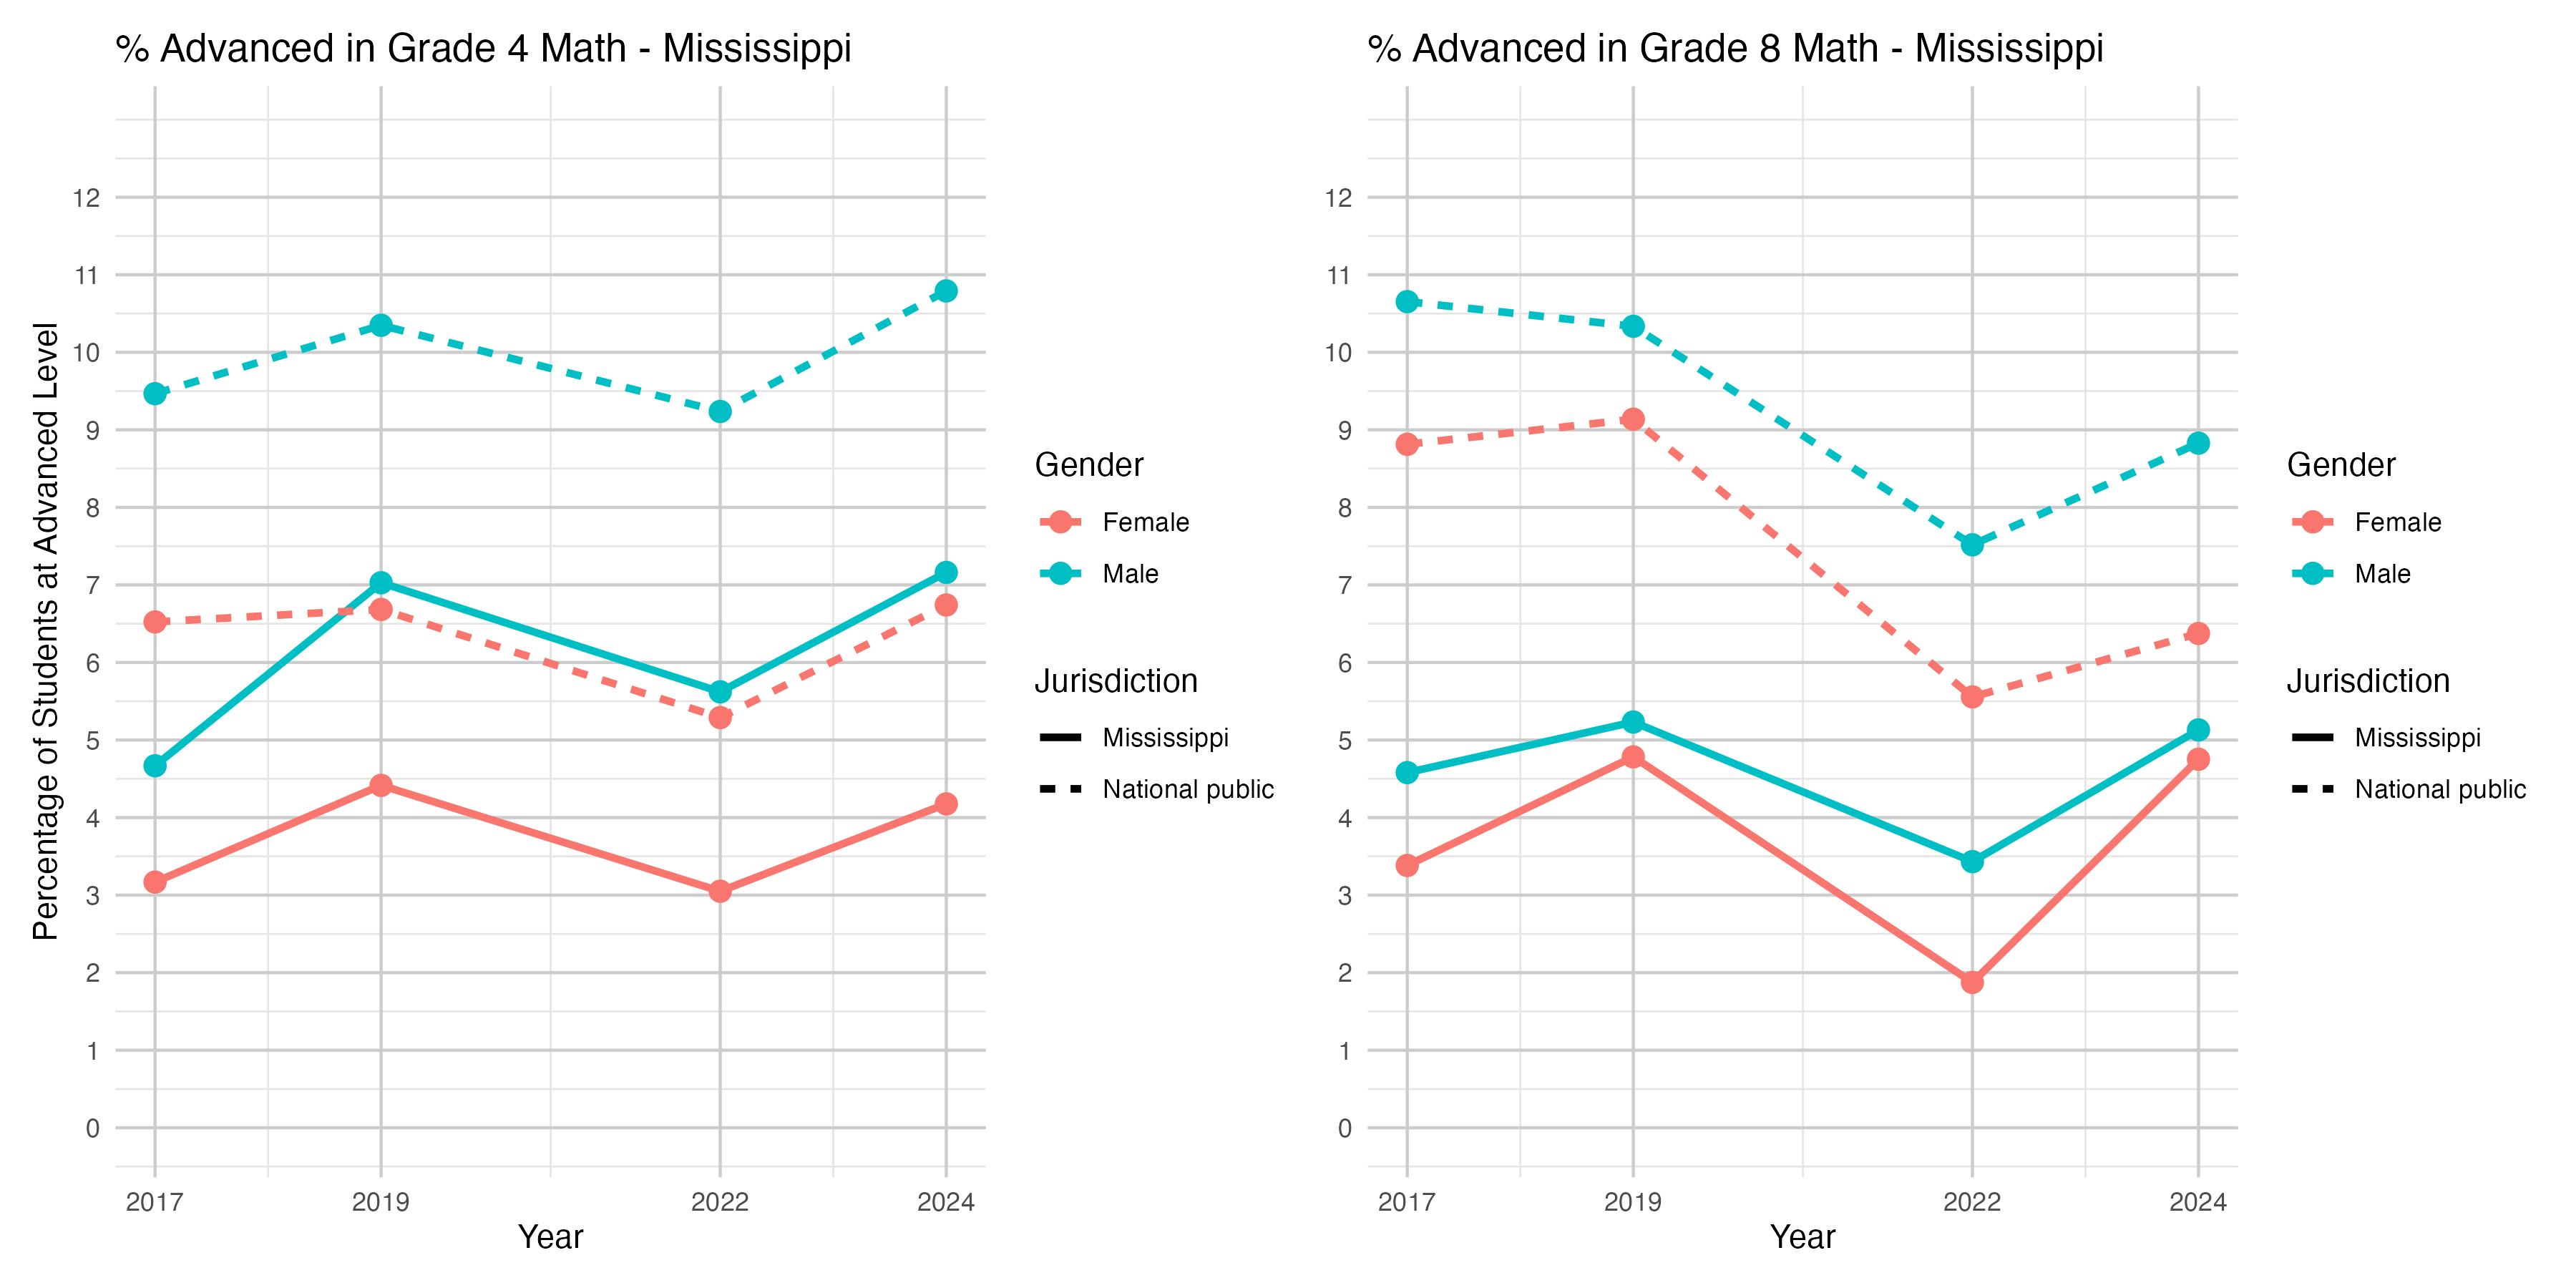 % Advanced in Grade 4 Math - Mississippi
Percentage of Students at Advanced Level
12
11
10
9
8
7
6
5
4
3
2
1
0
2017 2019 2022 2024
Year
Gender
Female
Male
Jurisdiction
Mississippi
National public
% Advanced in Grade 8 Math - Mississippi
12
11
10
9
8
7
6
5
4
3
2
1
0
2017 2019 2022 2024
Year
Gender
Female
Male
Jurisdiction
Mississippi
National public